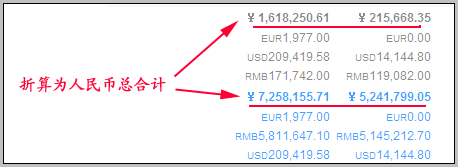 ¥ 1,618,250.61 ¥ 215,668.35
EUR1,977.00 EUR0.00
USD209,419.58 USD14,144.80
RMB171,742.00 RMB119,082.00
折算为人民币总合计
¥ 7,258,155.71 ¥ 5,241,799.05
EUR1,977.00 EUR0.00
RMB5,811,647.10 RMB5,145,212.70
USD209,419.58 USD14,144.80